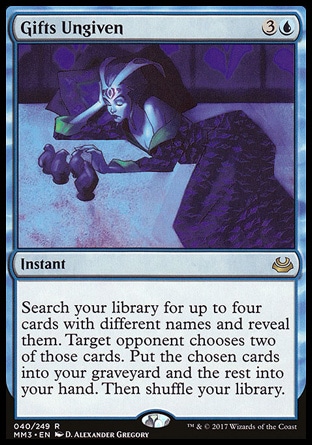 Gifts Ungiven 3
Instant
Search your library for up to four
cards with different names and reveal
them. Target opponent chooses two
of those cards. Put the chosen cards
into your graveyard and the rest into
your hand. Then shuffle your library.
040/249 R
MM3 • EN D. Alexander Gregory ™ & © 2017 Wizards of the Coast